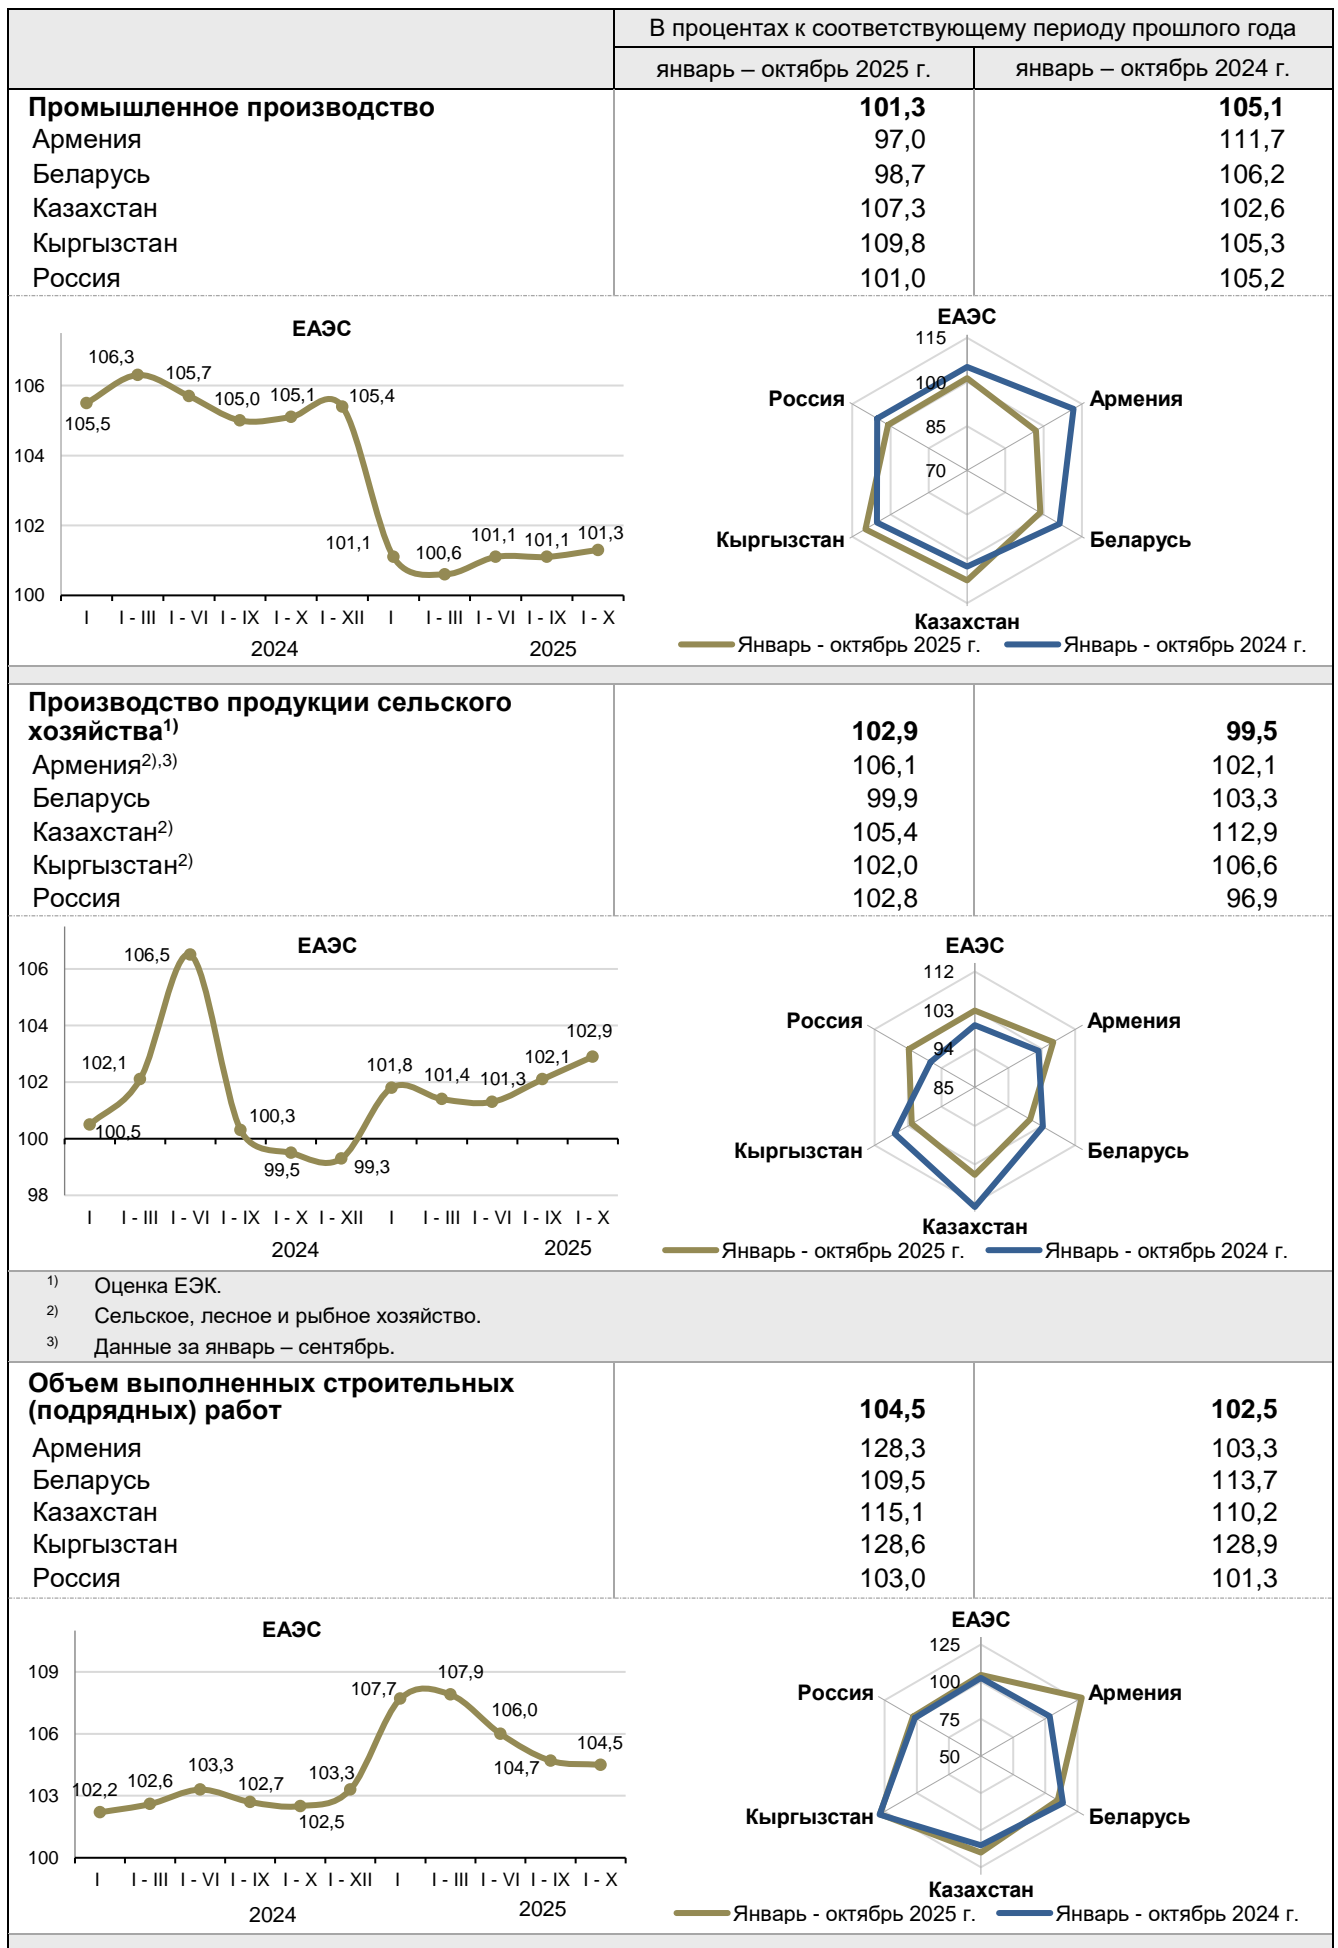 В процентах к соответствующему периоду прошлого года
январь – октябрь 2025 г. январь – октябрь 2024 г.
Промышленное производство 101,3 105,1
Армения 97,0 111,7
Беларусь 98,7 106,2
Казахстан 107,3 102,6
Кыргызстан 109,8 105,3
Россия 101,0 105,2
ЕАЭС
106
104
102
100
105,5
106,3
105,7
105,0
105,1
105,4
101,1
100,6
101,1
101,1
101,3
I I - III I - VI I - IX I - X I - XII I I - III I - VI I - IX I - X
2024 2025
ЕАЭС
115
100
85
70
Россия
Армения
Кыргызстан
Беларусь
Казахстан
Январь - октябрь 2025 г. Январь - октябрь 2024 г.
Производство продукции сельского
хозяйства1) 102,9 99,5
Армения2),3) 106,1 102,1
Беларусь 99,9 103,3
Казахстан2) 105,4 112,9
Кыргызстан2) 102,0 106,6
Россия 102,8 96,9
ЕАЭС
106
104
102
100
98
100,5
102,1
106,5
100,3
99,5
99,3
101,8
101,4
101,3
102,1
102,9
I I - III I - VI I - IX I - X I - XII I I - III I - VI I - IX I - X
2024 2025
ЕАЭС
112
103
94
85
Россия
Армения
Кыргызстан
Беларусь
Казахстан
Январь - октябрь 2025 г. Январь - октябрь 2024 г.
1) Оценка ЕЭК.
2) Сельское, лесное и рыбное хозяйство.
3) Данные за январь – сентябрь.
Объем выполненных строительных
(подрядных) работ 104,5 102,5
Армения 128,3 103,3
Беларусь 109,5 113,7
Казахстан 115,1 110,2
Кыргызстан 128,6 128,9
Россия 103,0 101,3
ЕАЭС
109
106
103
100
102,2
102,6
103,3
102,7
102,5
103,3
107,7
107,9
106,0
104,7
104,5
I I - III I - VI I - IX I - X I - XII I I - III I - VI I - IX I - X
2024 2025
ЕАЭС
125
100
75
50
Россия
Армения
Кыргызстан
Беларусь
Казахстан
Январь - октябрь 2025 г. Январь - октябрь 2024 г.